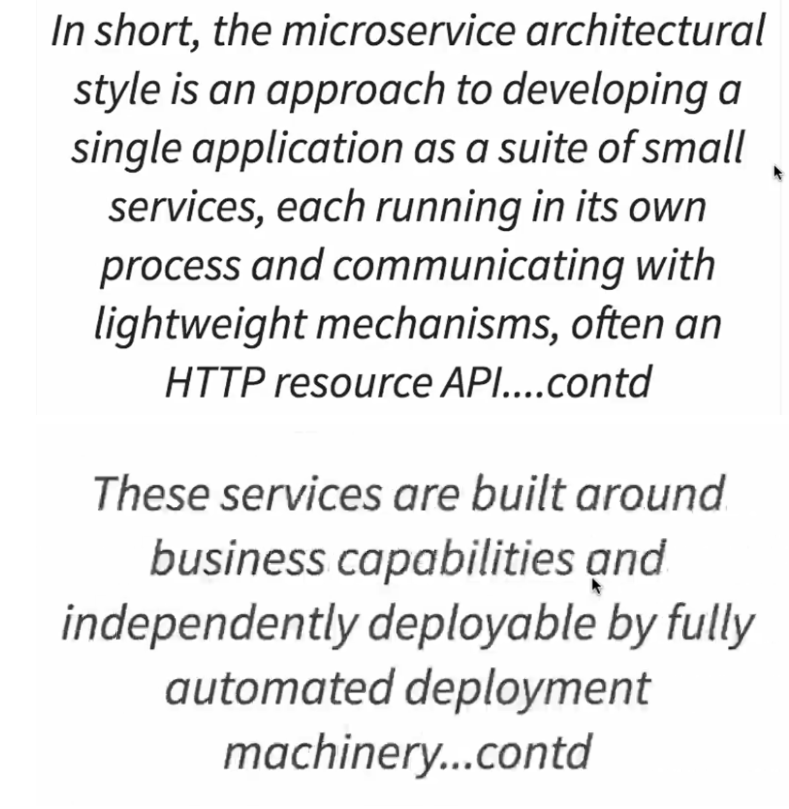 In short, the microservice architectural
style is an approach to developing a
single application as a suite of small
services, each running in its own
process and communicating with
lightweight mechanisms, often an
HTTP resource API....contd
These services are built around
business capabilities and
independently deployable by fully
automated deployment
machinery...contd